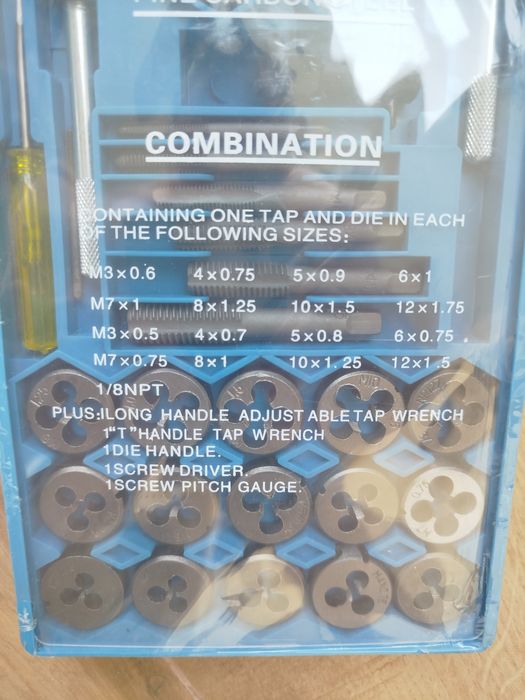 FINE CARBON STEEL
COMBINATION
CONTAINING ONE TAP AND DIE IN EACH
OF THE FOLLOWING SIZES:
M3×0.6 4×0.75 5×0.9 6×1
M7×1 8×1.25 10×1.5 12×1.75
M3×0.5 4×0.7 5×0.8 6×0.75
M7×0.75 8×1 10×1.25 12×1.5
1/8NPT
PLUS:1LONG HANDLE ADJUSTABLE TAP WRENCH
1"T"HANDLE TAP WRENCH
1DIE HANDLE.
1SCREW DRIVER.
1SCREW PITCH GAUGE.